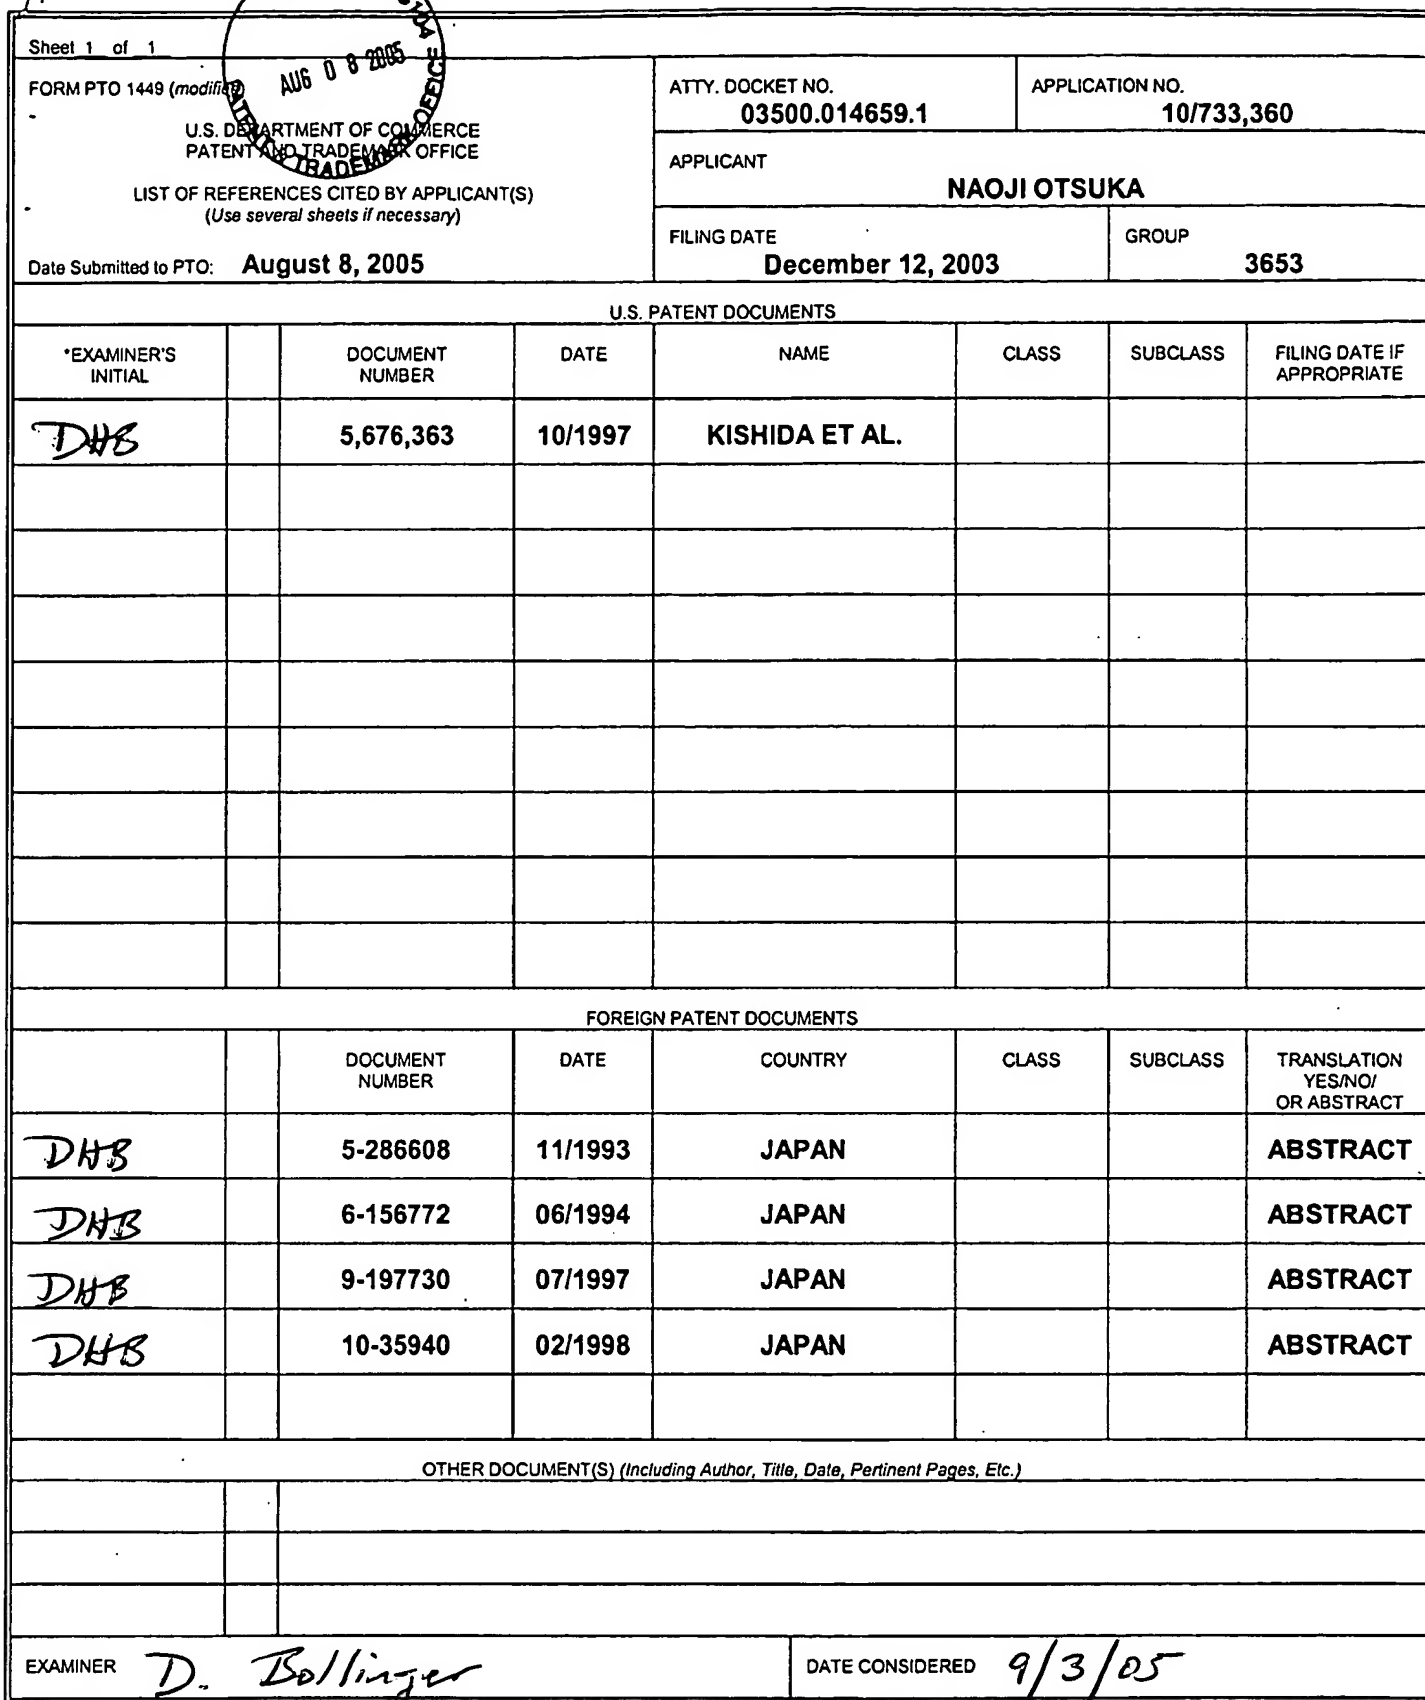 Sheet 1 of 1
AUG 0 8 2005
FORM PTO 1449 (modified)
U.S. DEPARTMENT OF COMMERCE
PATENT AND TRADEMARK OFFICE
LIST OF REFERENCES CITED BY APPLICANT(S)
(Use several sheets if necessary)
Date Submitted to PTO: August 8, 2005
ATTY. DOCKET NO.
03500.014659.1
APPLICATION NO.
10/733,360
APPLICANT
NAOJI OTSUKA
FILING DATE
December 12, 2003
GROUP
3653
U.S. PATENT DOCUMENTS
*EXAMINER'S INITIAL
DOCUMENT NUMBER
DATE
NAME
CLASS
SUBCLASS
FILING DATE IF APPROPRIATE
DHB 5,676,363 10/1997 KISHIDA ET AL.
FOREIGN PATENT DOCUMENTS
DOCUMENT NUMBER
DATE
COUNTRY
CLASS
SUBCLASS
TRANSLATION YES/NO/ OR ABSTRACT
DHB 5-286608 11/1993 JAPAN ABSTRACT
DHB 6-156772 06/1994 JAPAN ABSTRACT
DHB 9-197730 07/1997 JAPAN ABSTRACT
DHB 10-35940 02/1998 JAPAN ABSTRACT
OTHER DOCUMENT(S) (Including Author, Title, Date, Pertinent Pages, Etc.)
EXAMINER D. Bollinger
DATE CONSIDERED 9/3/05